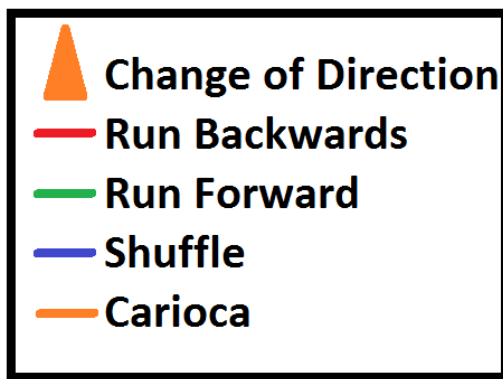 Change of Direction
Run Backwards
Run Forward
Shuffle
Carioca